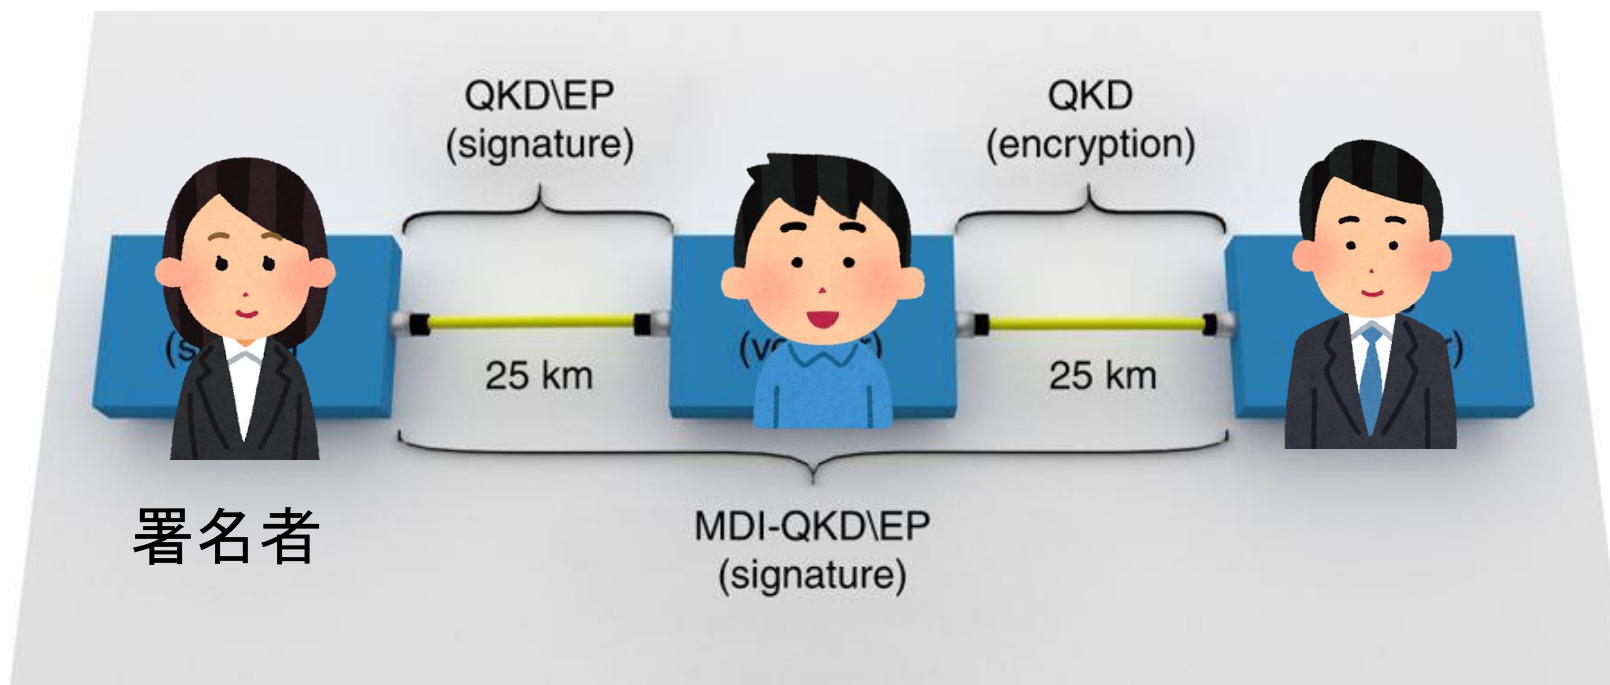 QKD\EP
(signature)
QKD
(encryption)
25 km
25 km
署名者
MDI-QKD\EP
(signature)